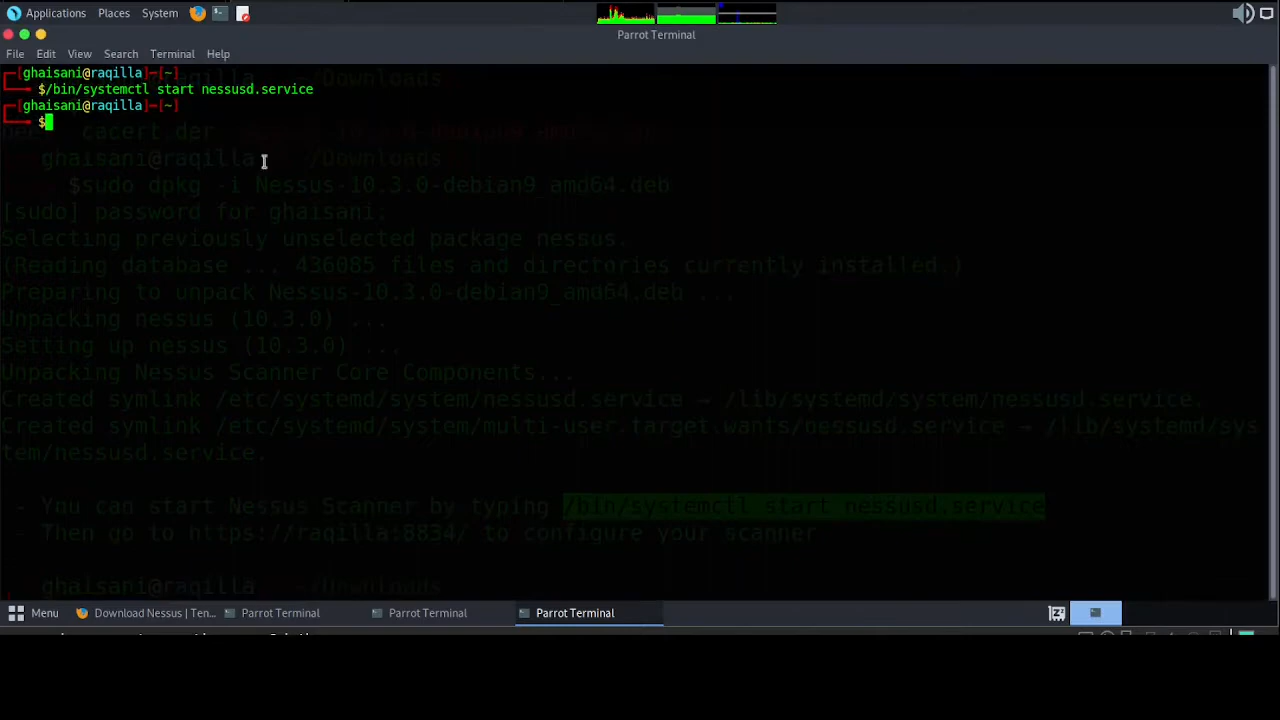 Applications Places System
Parrot Terminal
File Edit View Search Terminal Help
┌─[ghaisani@raqilla]─[~]
└──╼ $/bin/systemctl start nessusd.service
┌─[ghaisani@raqilla]─[~]
└──╼ $
raqilla ~/Downloads
cacert.der
ghaisani@raqilla ~/Downloads
$sudo dpkg -i Nessus-10.3.0-debian9_amd64.deb
[sudo] password for ghaisani:
Selecting previously unselected package nessus.
(Reading database ... 436085 files and directories currently installed.)
Preparing to unpack Nessus-10.3.0-debian9_amd64.deb ...
Unpacking nessus (10.3.0) ...
Setting up nessus (10.3.0) ...
Unpacking Nessus Scanner Core Components...
Created symlink /etc/systemd/system/nessusd.service → /lib/systemd/system/nessusd.service.
Created symlink /etc/systemd/system/multi-user.target.wants/nessusd.service → /lib/systemd/sys
tem/nessusd.service.
- You can start Nessus Scanner by typing /bin/systemctl start nessusd.service
- Then go to https://raqilla:8834/ to configure your scanner
ghaisani@raqilla ~/Downloads
Menu Download Nessus | Ten... Parrot Terminal Parrot Terminal Parrot Terminal